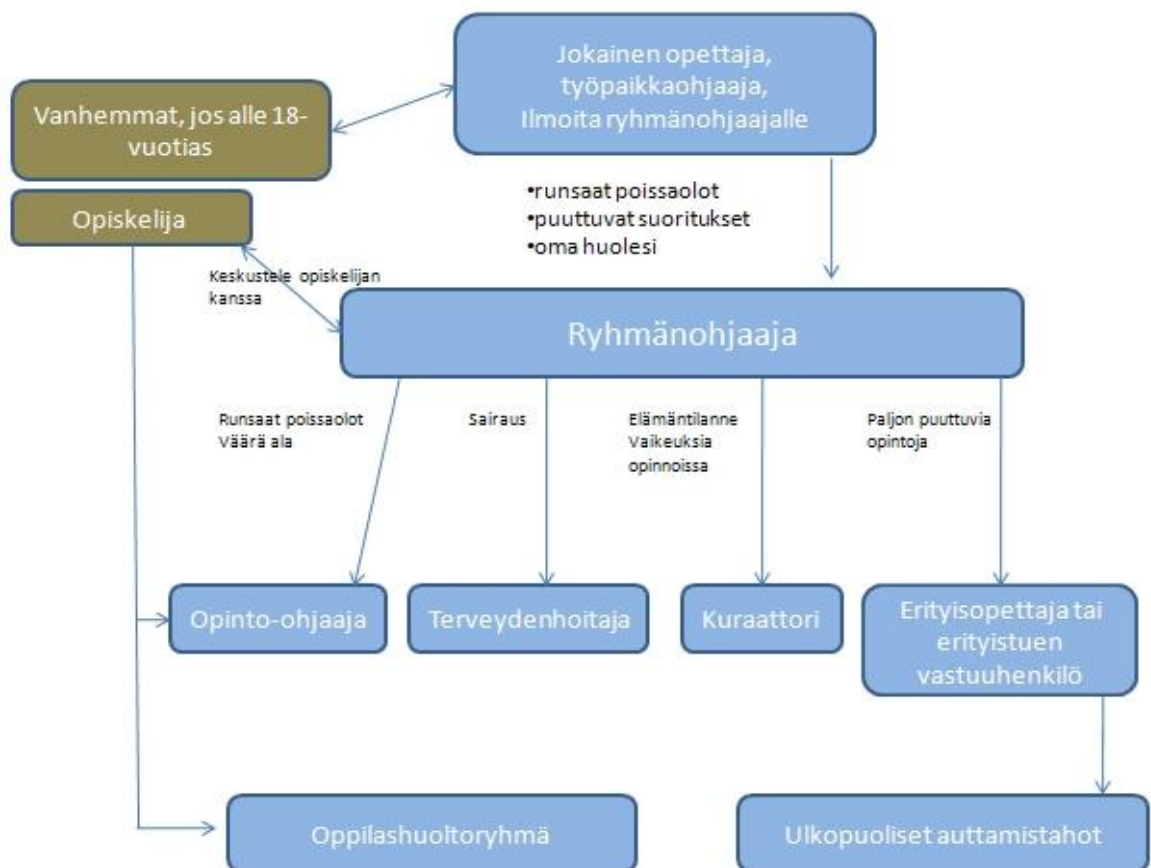 Jokainen opettaja,
työpaikkaohjaaja,
Ilmoita ryhmänohjaajalle
Vanhemmat, jos alle 18-
vuotias
•runsaat poissaolot
•puuttuvat suoritukset
•oma huolesi
Opiskelija
Keskustele opiskelijan
kanssa
Ryhmänohjaaja
Runsaat poissaolot
Väärä ala
Sairaus
Elämäntilanne
Vaikeuksia
opinnoissa
Paljon puuttuvia
opintoja
Opinto-ohjaaja
Terveydenhoitaja
Kuraattori
Erityisopettaja tai
erityistuen
vastuuhenkilö
Oppilashuoltoryhmä
Ulkopuoliset auttamistahot